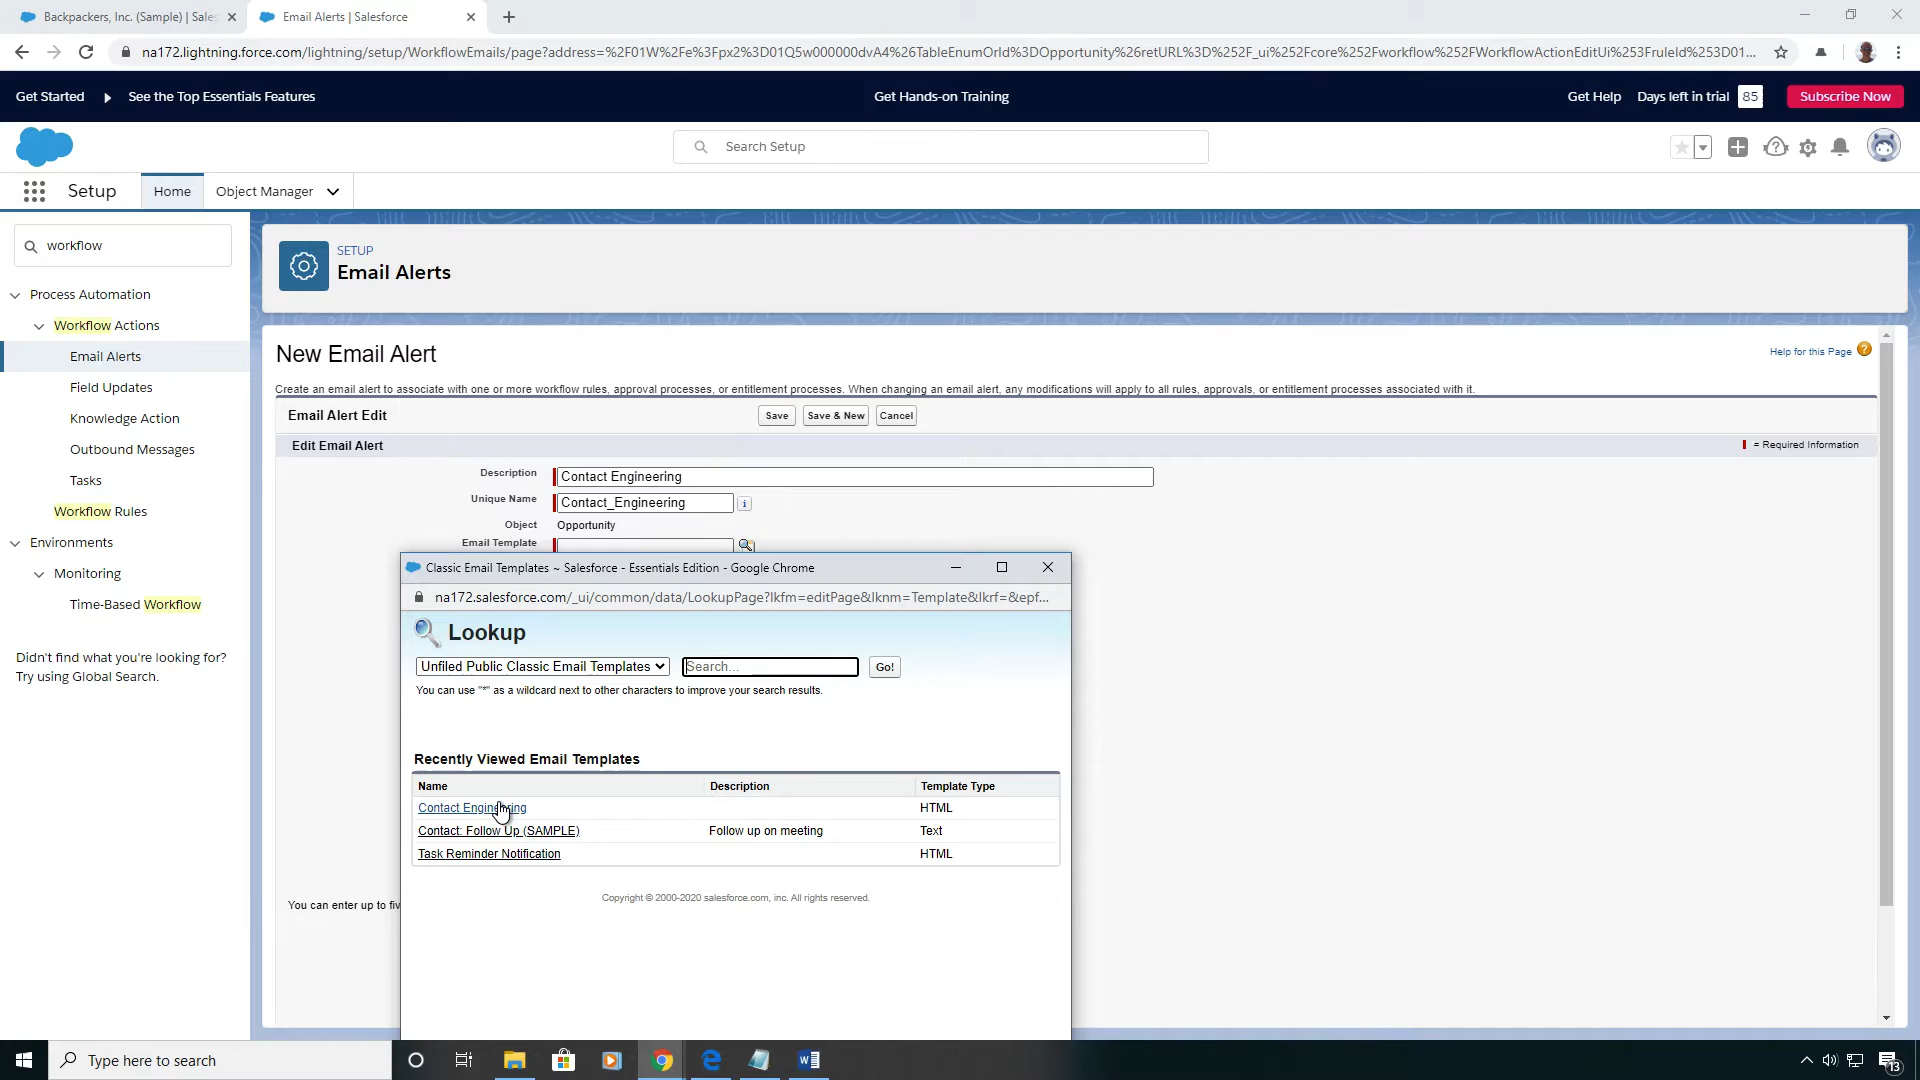 Backpackers, Inc. (Sample) | Sales
Email Alerts | Salesforce
na172.lightning.force.com/lightning/setup/WorkflowEmails/page?address=%2F01W%2Fe%3Fpx2%3D01Q5w000000dvA4%26TableEnumOrId%3DOpportunity%26retURL%3D%252F_ui%252Fcore%252Fworkflow%252FWorkflowActionEditUi%253FruleId%253D01...
Get Started
See the Top Essentials Features
Get Hands-on Training
Get Help
Days left in trial 85
Subscribe Now
Search Setup
Setup
Home
Object Manager
workflow
Process Automation
Workflow Actions
Email Alerts
Field Updates
Knowledge Action
Outbound Messages
Tasks
Workflow Rules
Environments
Monitoring
Time-Based Workflow
Didn't find what you're looking for?
Try using Global Search.
SETUP
Email Alerts
New Email Alert
Help for this Page
Create an email alert to associate with one or more workflow rules, approval processes, or entitlement processes. When changing an email alert, any modifications will apply to all rules, approvals, or entitlement processes associated with it.
Email Alert Edit
Save
Save & New
Cancel
Edit Email Alert
= Required Information
Description
Contact Engineering
Unique Name
Contact_Engineering
Object
Opportunity
Email Template
You can enter up to fiv
Classic Email Templates ~ Salesforce - Essentials Edition - Google Chrome
na172.salesforce.com/_ui/common/data/LookupPage?lkfm=editPage&lknm=Template&lkrf=&epf...
Lookup
Unfiled Public Classic Email Templates
Search...
Go!
You can use "*" as a wildcard next to other characters to improve your search results.
Recently Viewed Email Templates
Name Description Template Type
Contact Engineering HTML
Contact: Follow Up (SAMPLE) Follow up on meeting Text
Task Reminder Notification HTML
Copyright © 2000-2020 salesforce.com, inc. All rights reserved.
Type here to search
13